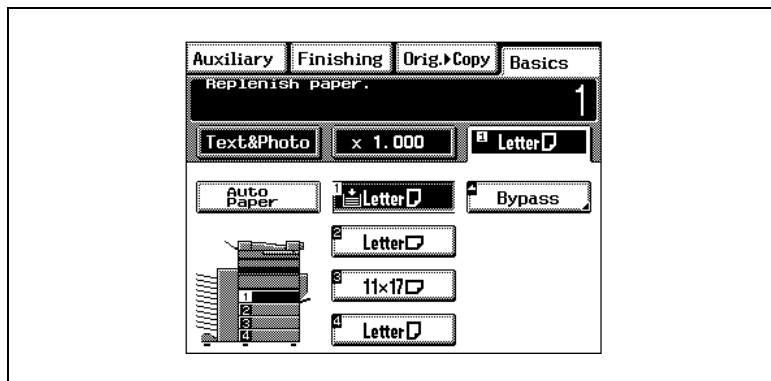 Auxiliary Finishing Orig.▸Copy Basics
Replenish paper.
1
Text&Photo x 1.000 1 Letter
Auto Paper
1 Letter
Bypass
2 Letter
3 11×17
4 Letter
1
2
3
4